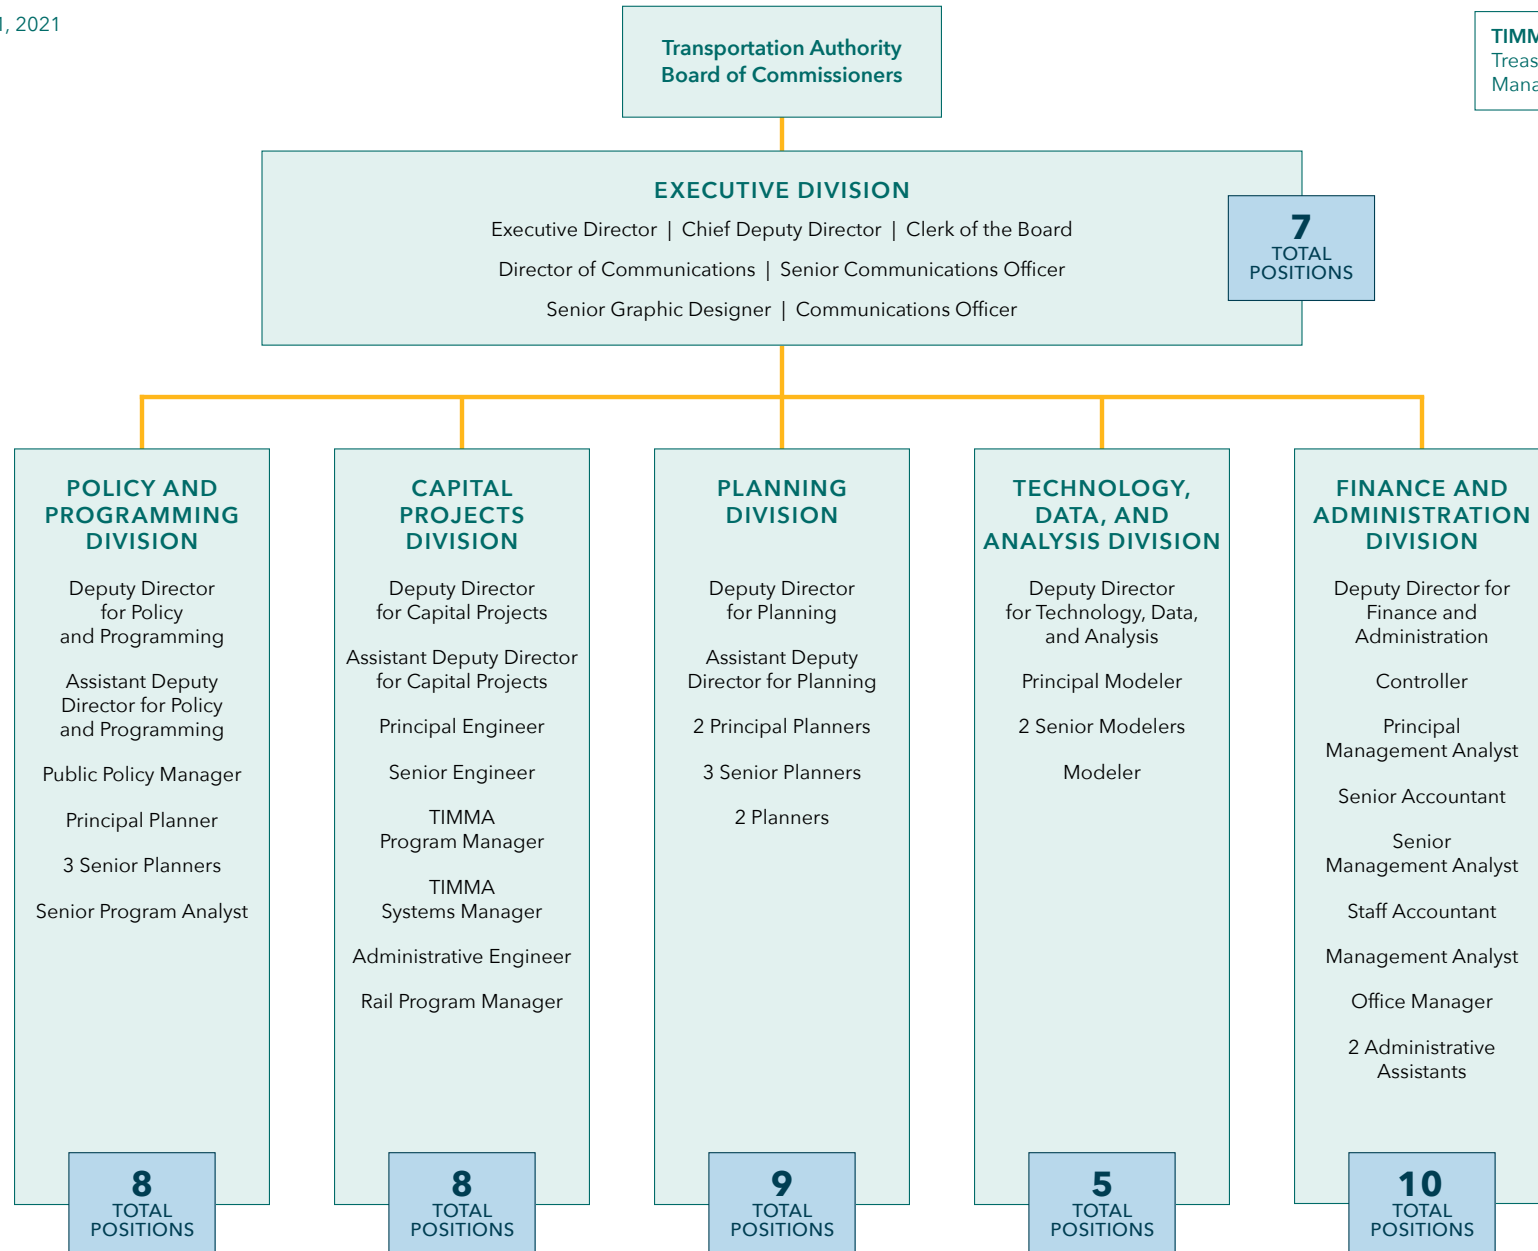 1, 2021
Transportation Authority
Board of Commissioners
TIMM
Treas
Mana
EXECUTIVE DIVISION
Executive Director | Chief Deputy Director | Clerk of the Board
Director of Communications | Senior Communications Officer
Senior Graphic Designer | Communications Officer
7
TOTAL
POSITIONS
POLICY AND
PROGRAMMING
DIVISION
Deputy Director
for Policy
and Programming
Assistant Deputy
Director for Policy
and Programming
Public Policy Manager
Principal Planner
3 Senior Planners
Senior Program Analyst
8
TOTAL
POSITIONS
CAPITAL
PROJECTS
DIVISION
Deputy Director
for Capital Projects
Assistant Deputy Director
for Capital Projects
Principal Engineer
Senior Engineer
TIMMA
Program Manager
TIMMA
Systems Manager
Administrative Engineer
Rail Program Manager
8
TOTAL
POSITIONS
PLANNING
DIVISION
Deputy Director
for Planning
Assistant Deputy
Director for Planning
2 Principal Planners
3 Senior Planners
2 Planners
9
TOTAL
POSITIONS
TECHNOLOGY,
DATA, AND
ANALYSIS DIVISION
Deputy Director
for Technology, Data,
and Analysis
Principal Modeler
2 Senior Modelers
Modeler
5
TOTAL
POSITIONS
FINANCE AND
ADMINISTRATION
DIVISION
Deputy Director for
Finance and
Administration
Controller
Principal
Management Analyst
Senior Accountant
Senior
Management Analyst
Staff Accountant
Management Analyst
Office Manager
2 Administrative
Assistants
10
TOTAL
POSITIONS